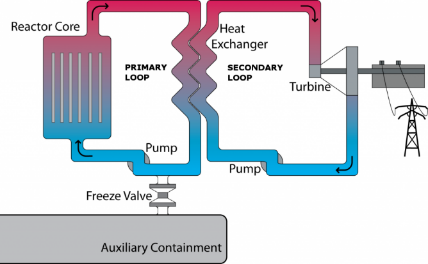 Reactor Core
Heat
Exchanger
PRIMARY
LOOP
SECONDARY
LOOP
Turbine
Pump
Pump
Freeze Valve
Auxiliary Containment